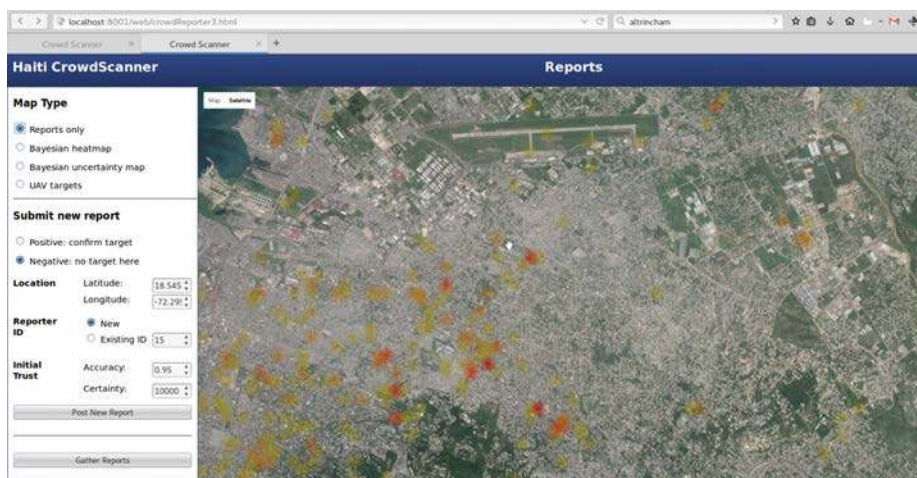 localhost:8001/web/crowdReporter3.html
altrincham
Crowd Scanner
Crowd Scanner
Haiti CrowdScanner
Reports
Map Type
Map
Satellite
Reports only
Bayesian heatmap
Bayesian uncertainty map
UAV targets
Submit new report
Positive: confirm target
Negative: no target here
Location
Latitude:
18.545
Longitude:
-72.295
Reporter
ID
New
Existing ID
15
Initial
Trust
Accuracy:
0.95
Certainty:
10000
Post New Report
Gather Reports